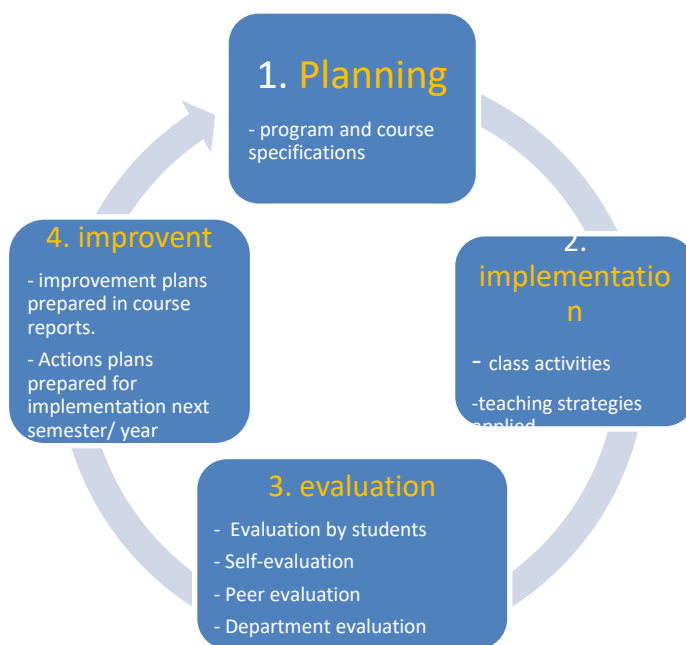 1. Planning
- program and course
specifications
2.
implementatio
n
- class activities
-teaching strategies
applied
3. evaluation
- Evaluation by students
- Self-evaluation
- Peer evaluation
- Department evaluation
4. improvent
- improvement plans
prepared in course
reports.
- Actions plans
prepared for
implementation next
semester/ year